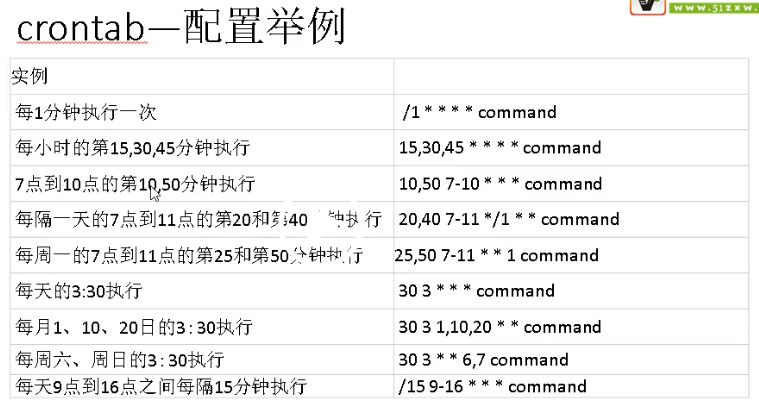 www.51zxw.
crontab—配置举例
实例
每1分钟执行一次 /1 * * * * command
每小时的第15,30,45分钟执行 15,30,45 * * * * command
7点到10点的第10,50分钟执行 10,50 7-10 * * * command
每隔一天的7点到11点的第20和第40 钟执行 20,40 7-11 */1 * * command
每周一的7点到11点的第25和第50分钟执行 25,50 7-11 * * 1 command
每天的3:30执行 30 3 * * * command
每月1、10、20日的3:30执行 30 3 1,10,20 * * command
每周六、周日的3:30执行 30 3 * * 6,7 command
每天9点到16点之间每隔15分钟执行 /15 9-16 * * * command